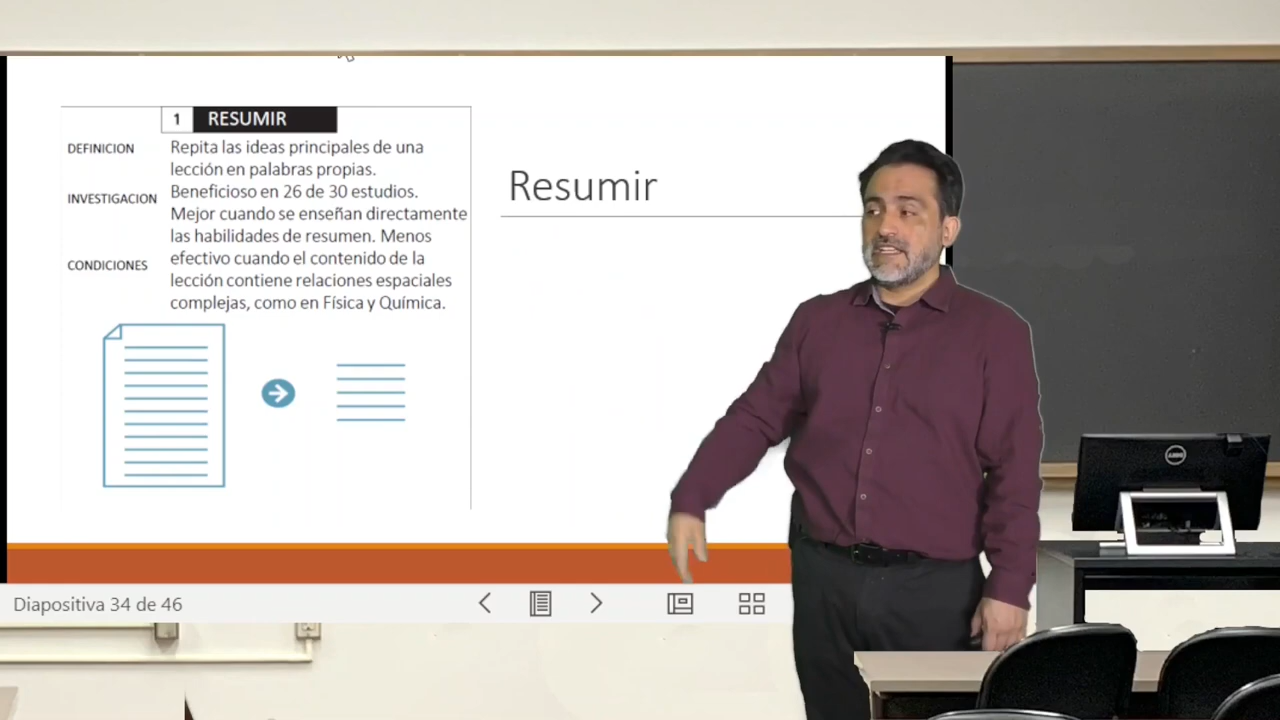 1 RESUMIR
DEFINICION
Repita las ideas principales de una
lección en palabras propias.
INVESTIGACION
Beneficioso en 26 de 30 estudios.
Mejor cuando se enseñan directamente
las habilidades de resumen. Menos
CONDICIONES
efectivo cuando el contenido de la
lección contiene relaciones espaciales
complejas, como en Física y Química.
Resumir
Diapositiva 34 de 46
DELL